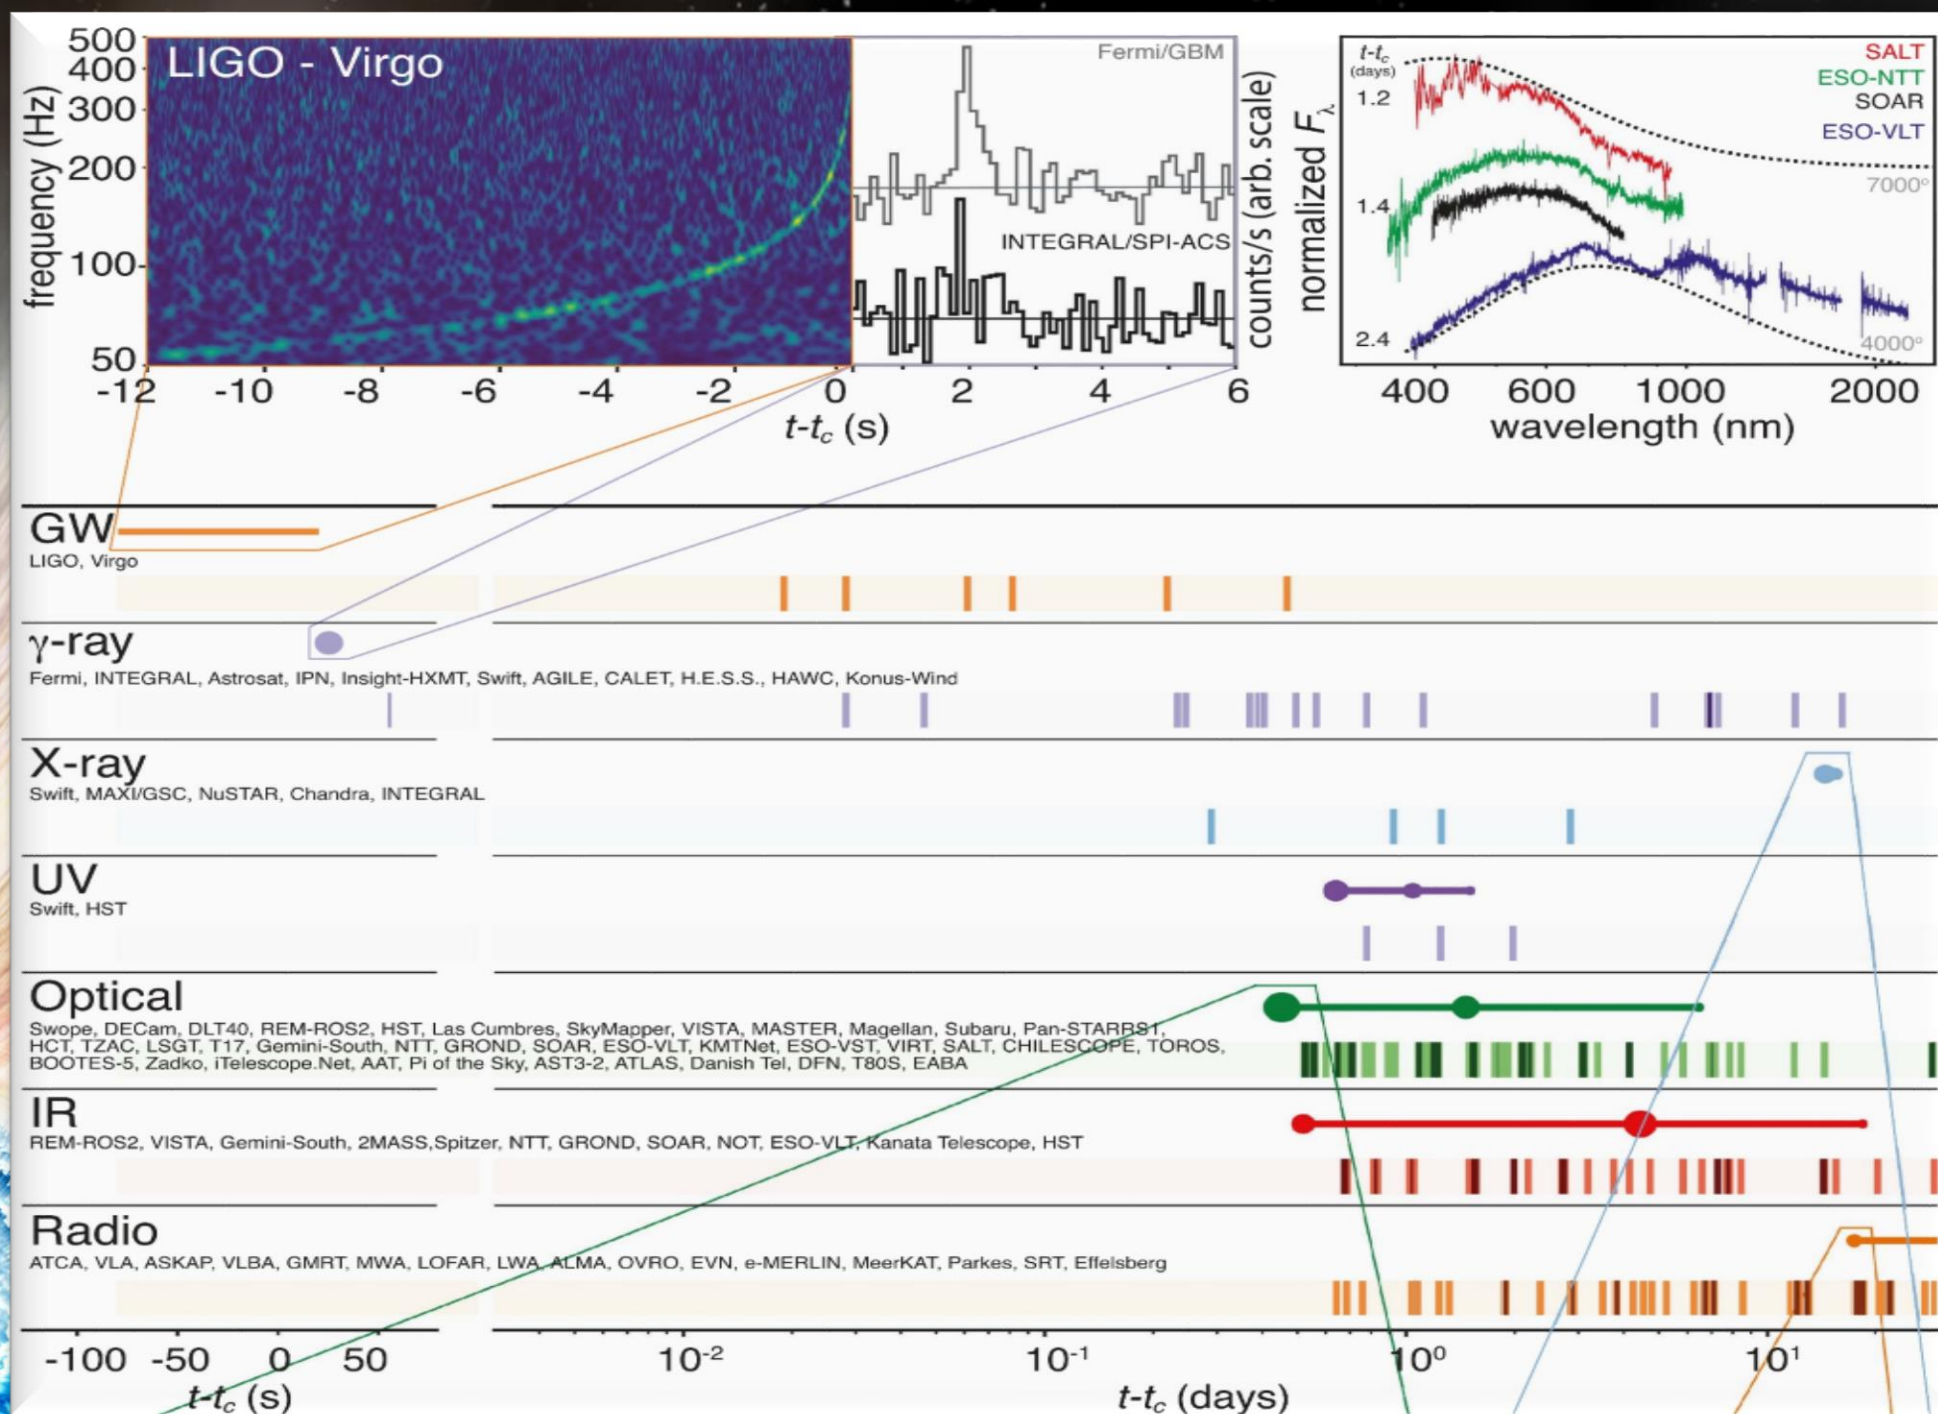 500
400
300
200
100
50
frequency (Hz)
LIGO - Virgo
Fermi/GBM
INTEGRAL/SPI-ACS
counts/s (arb. scale)
-12 -10 -8 -6 -4 -2 0 2 4 6
t-tc (s)
normalized Fλ
t-tc
(days)
1.2
1.4
2.4
SALT
ESO-NTT
SOAR
ESO-VLT
7000°
4000°
400 600 1000 2000
wavelength (nm)
GW
LIGO, Virgo
γ-ray
Fermi, INTEGRAL, Astrosat, IPN, Insight-HXMT, Swift, AGILE, CALET, H.E.S.S., HAWC, Konus-Wind
X-ray
Swift, MAXI/GSC, NuSTAR, Chandra, INTEGRAL
UV
Swift, HST
Optical
Swope, DECam, DLT40, REM-ROS2, HST, Las Cumbres, SkyMapper, VISTA, MASTER, Magellan, Subaru, Pan-STARRS1,
HCT, TZAC, LSGT, T17, Gemini-South, NTT, GROND, SOAR, ESO-VLT, KMTNet, ESO-VST, VIRT, SALT, CHILESCOPE, TOROS,
BOOTES-5, Zadko, iTelescope.Net, AAT, Pi of the Sky, AST3-2, ATLAS, Danish Tel, DFN, T80S, EABA
IR
REM-ROS2, VISTA, Gemini-South, 2MASS,Spitzer, NTT, GROND, SOAR, NOT, ESO-VLT, Kanata Telescope, HST
Radio
ATCA, VLA, ASKAP, VLBA, GMRT, MWA, LOFAR, LWA, ALMA, OVRO, EVN, e-MERLIN, MeerKAT, Parkes, SRT, Effelsberg
-100 -50 0 50 10⁻² 10⁻¹ 10⁰ 10¹
t-tc (s) t-tc (days)